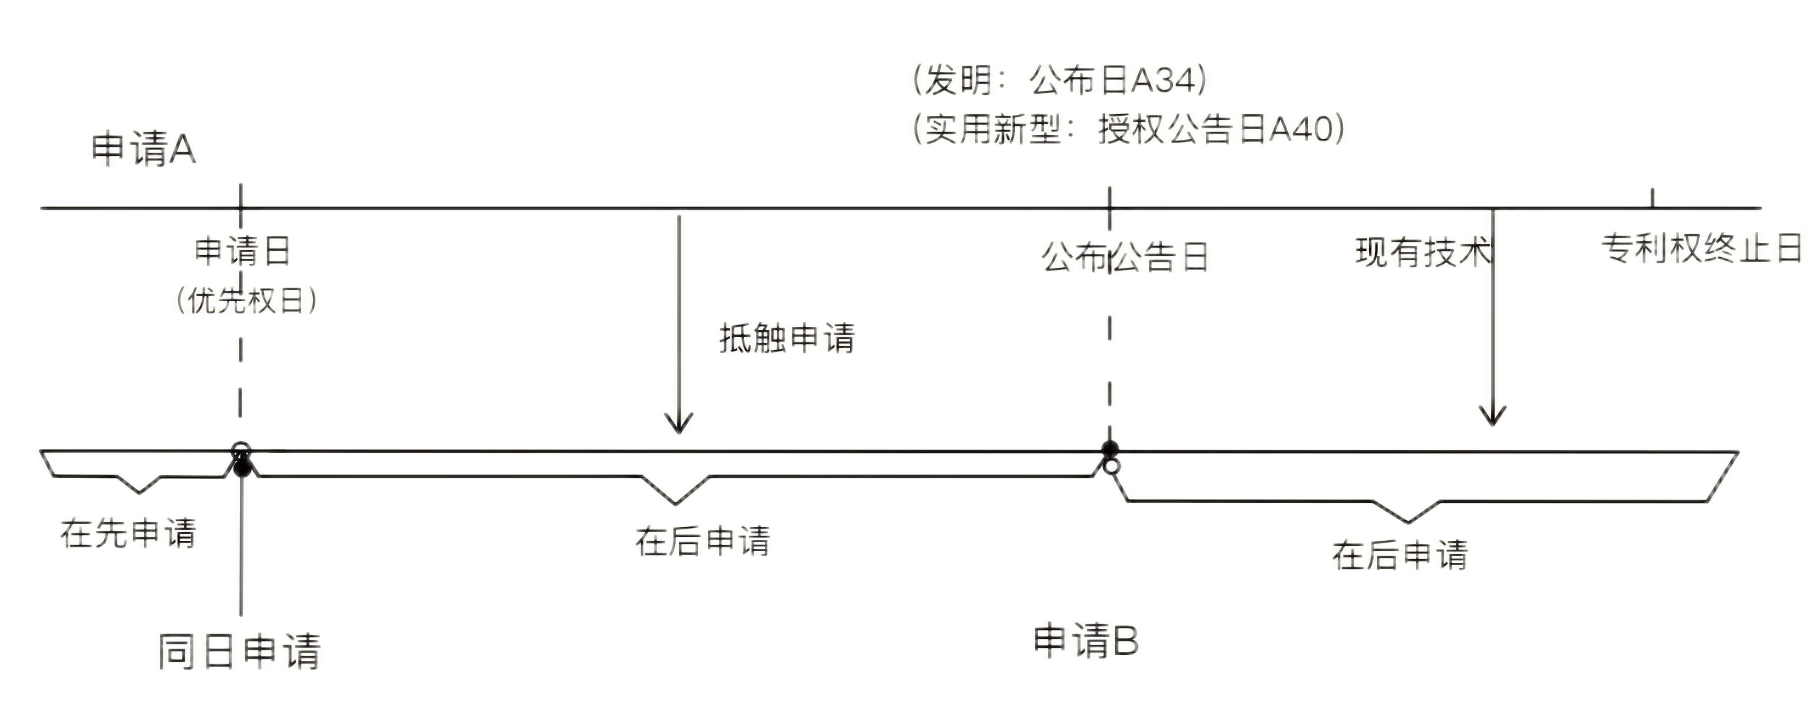 (发明：公布日A34)
(实用新型：授权公告日A40)
申请A
申请日
(优先权日)
公布公告日
现有技术
专利权终止日
抵触申请
在先申请
在后申请
在后申请
同日申请
申请B